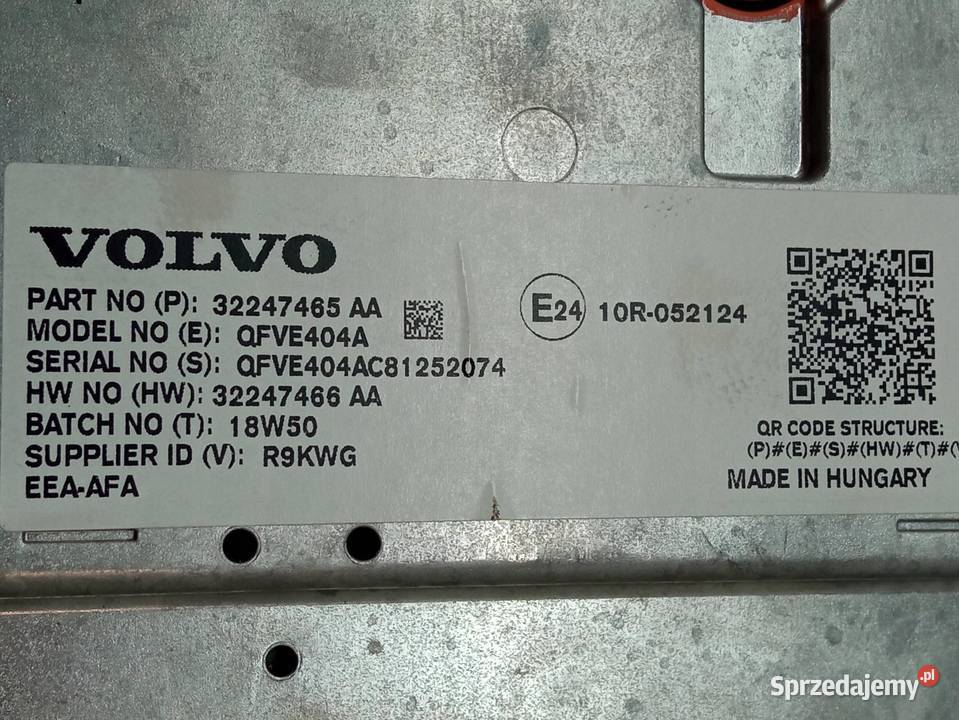 VOLVO
PART NO (P): 32247465 AA
MODEL NO (E): QFVE404A
SERIAL NO (S): QFVE404AC81252074
HW NO (HW): 32247466 AA
BATCH NO (T): 18W50
SUPPLIER ID (V): R9KWG
EEA-AFA
E24 10R-052124
QR CODE STRUCTURE:
(P)#(E)#(S)#(HW)#(T)#(V
MADE IN HUNGARY
Sprzedajemy.pl